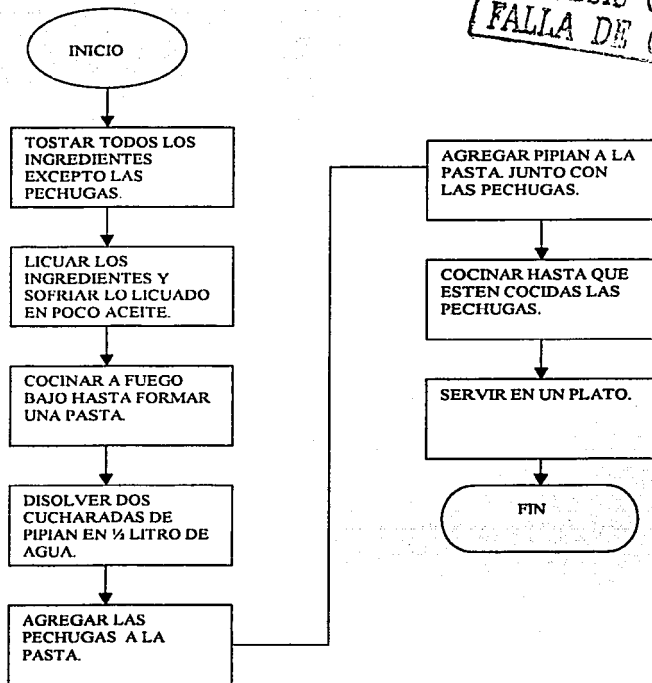 FALLA DE
INICIO
TOSTAR TODOS LOS
INGREDIENTES
EXCEPTO LAS
PECHUGAS.
LICUAR LOS
INGREDIENTES Y
SOFRIAR LO LICUADO
EN POCO ACEITE.
COCINAR A FUEGO
BAJO HASTA FORMAR
UNA PASTA.
DISOLVER DOS
CUCHARADAS DE
PIPIAN EN ½ LITRO DE
AGUA.
AGREGAR LAS
PECHUGAS A LA
PASTA.
AGREGAR PIPIAN A LA
PASTA. JUNTO CON
LAS PECHUGAS.
COCINAR HASTA QUE
ESTEN COCIDAS LAS
PECHUGAS.
SERVIR EN UN PLATO.
FIN